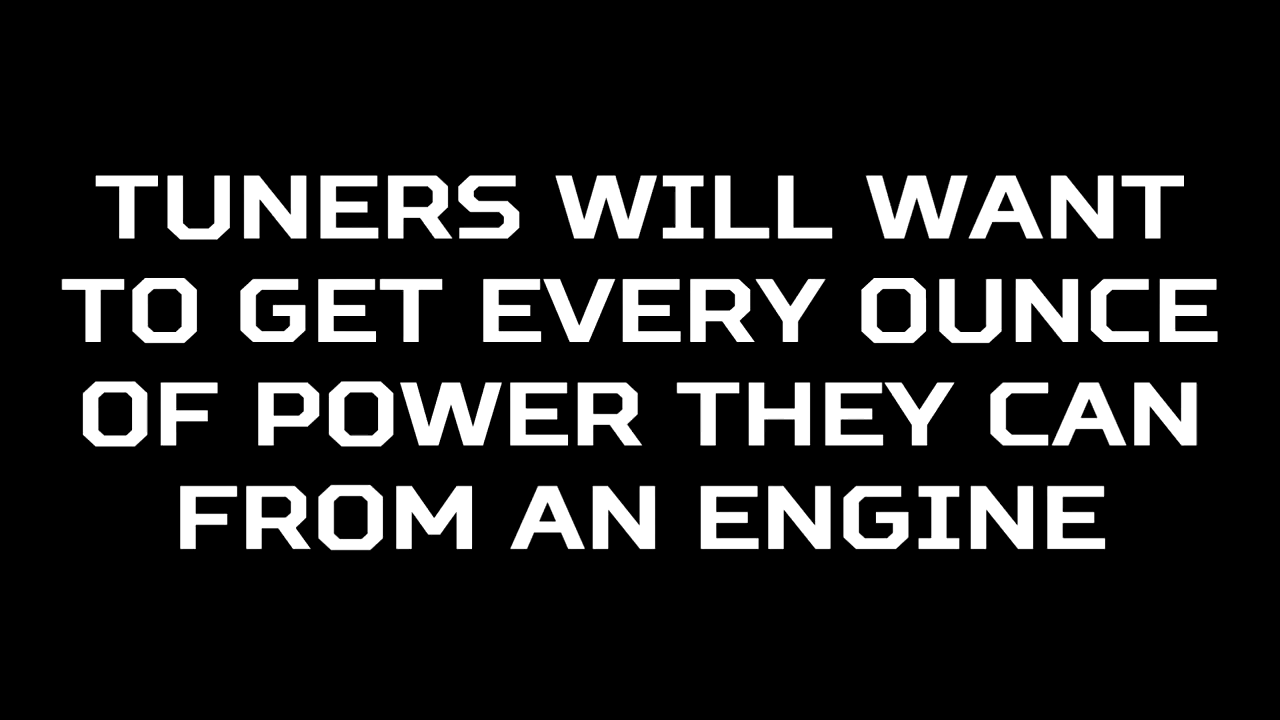 TUNERS WILL WANT
TO GET EVERY OUNCE
OF POWER THEY CAN
FROM AN ENGINE